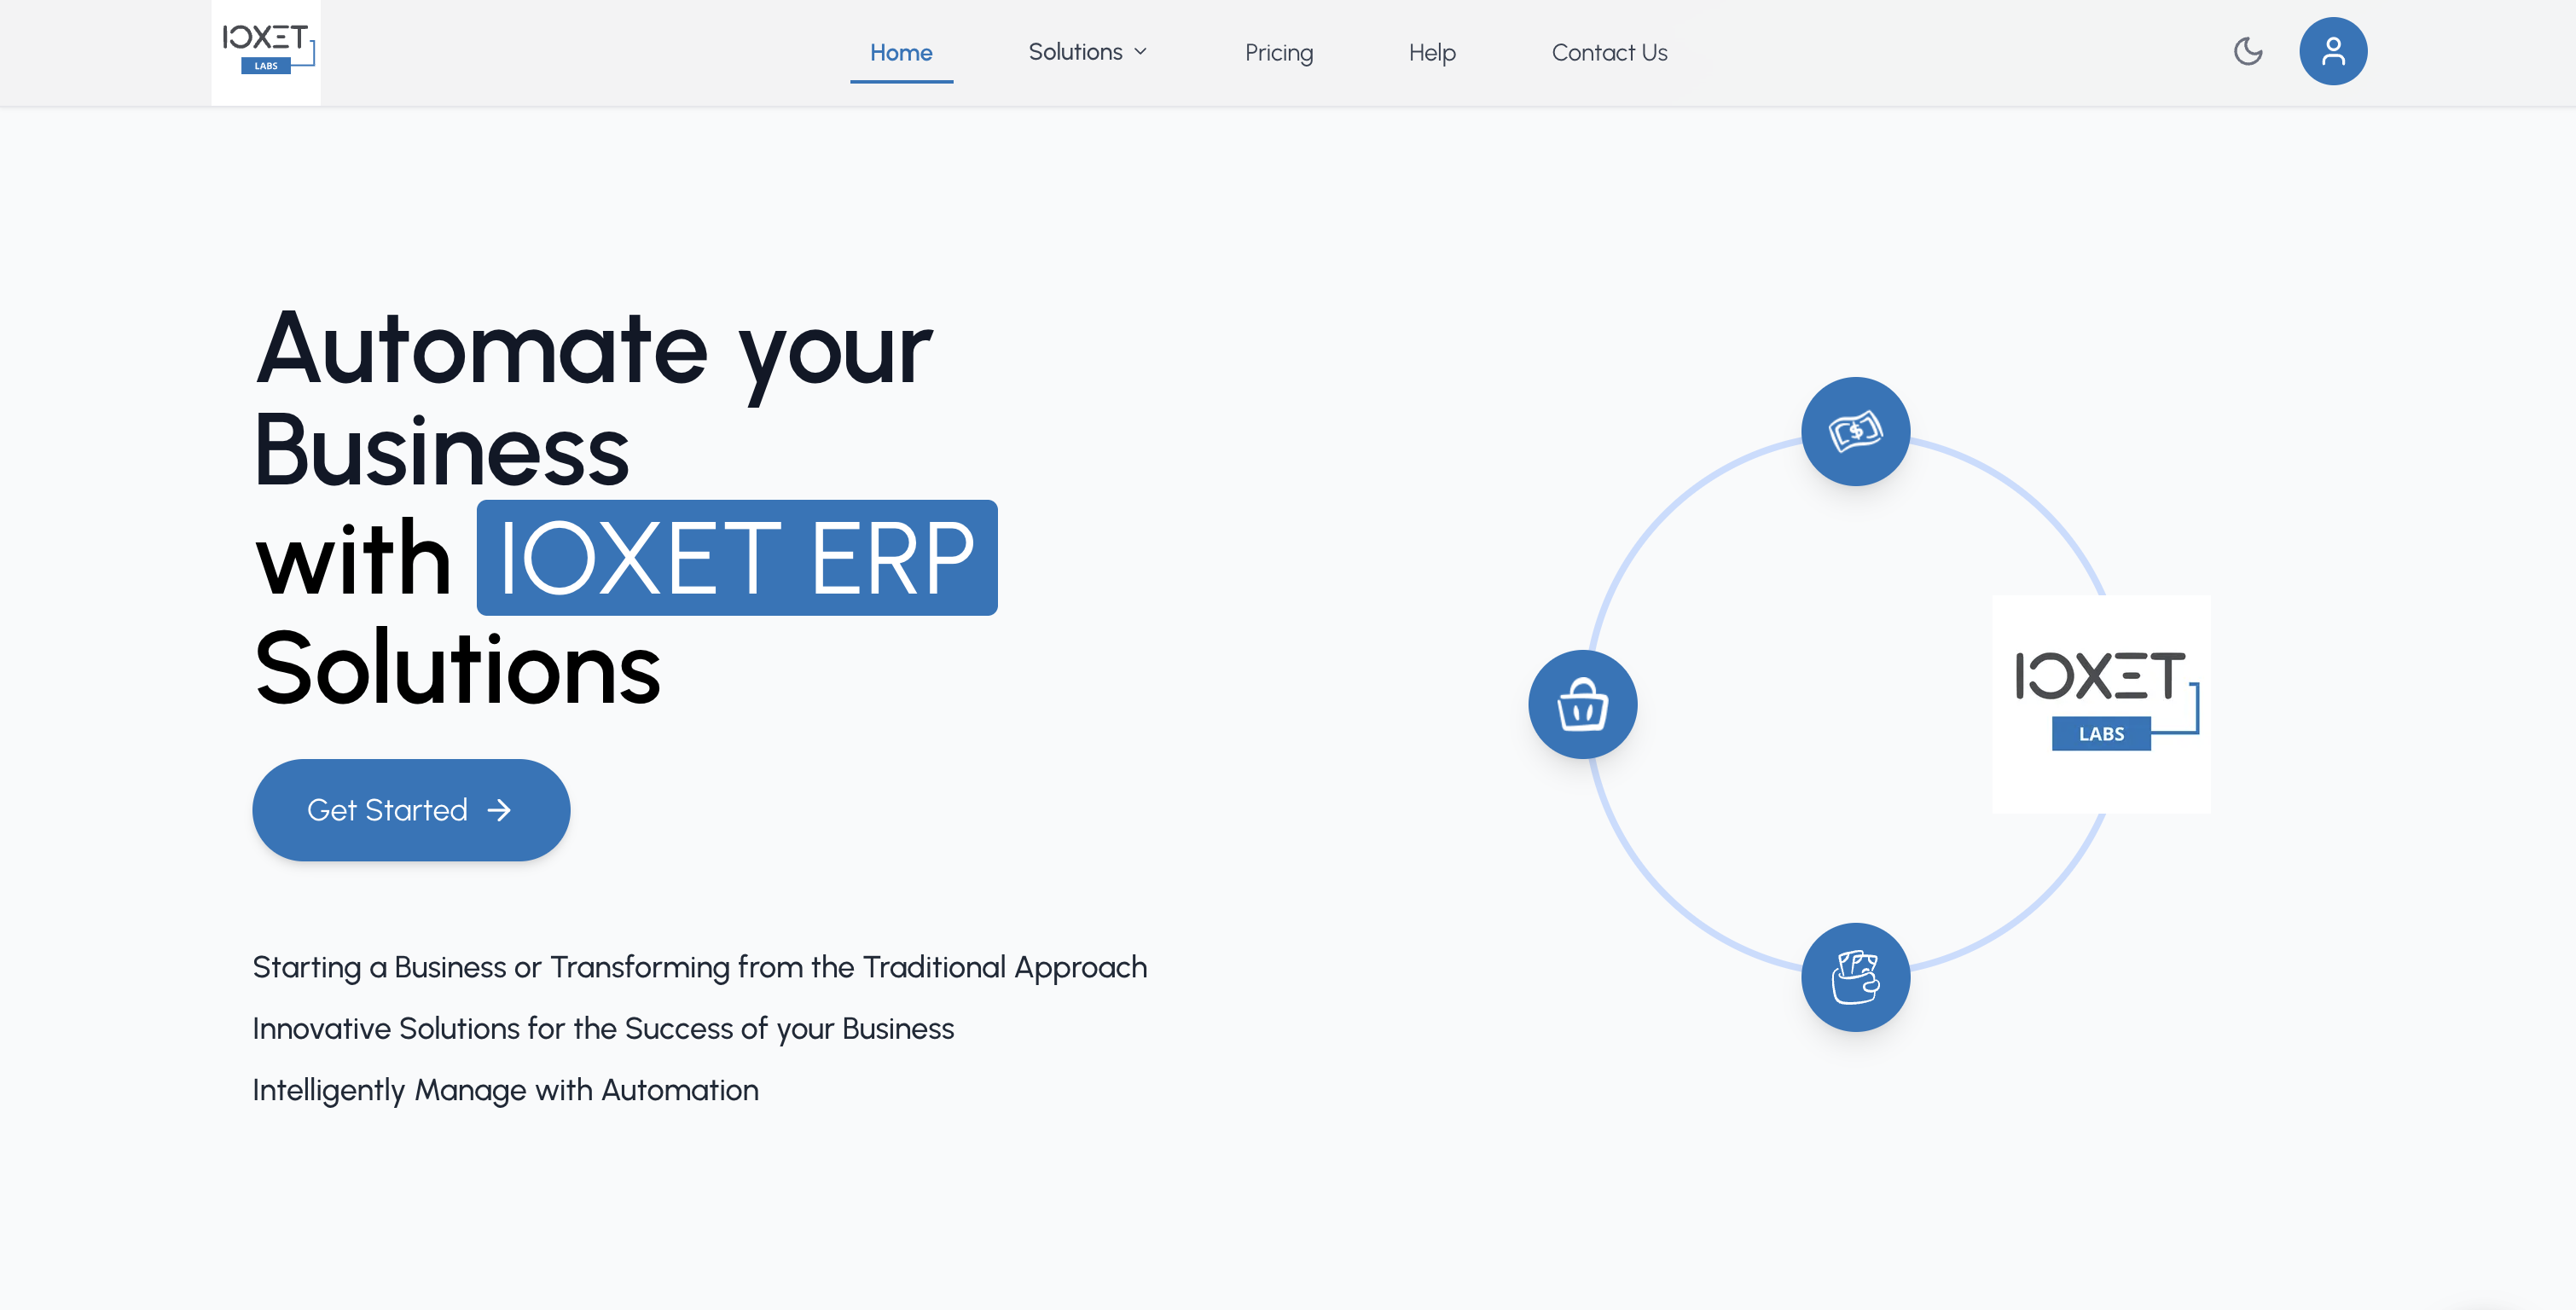 IOXET
LABS
Home
Solutions
Pricing
Help
Contact Us
Automate your
Business
with IOXET ERP
Solutions
Get Started
Starting a Business or Transforming from the Traditional Approach
Innovative Solutions for the Success of your Business
Intelligently Manage with Automation
$
IOXET
LABS